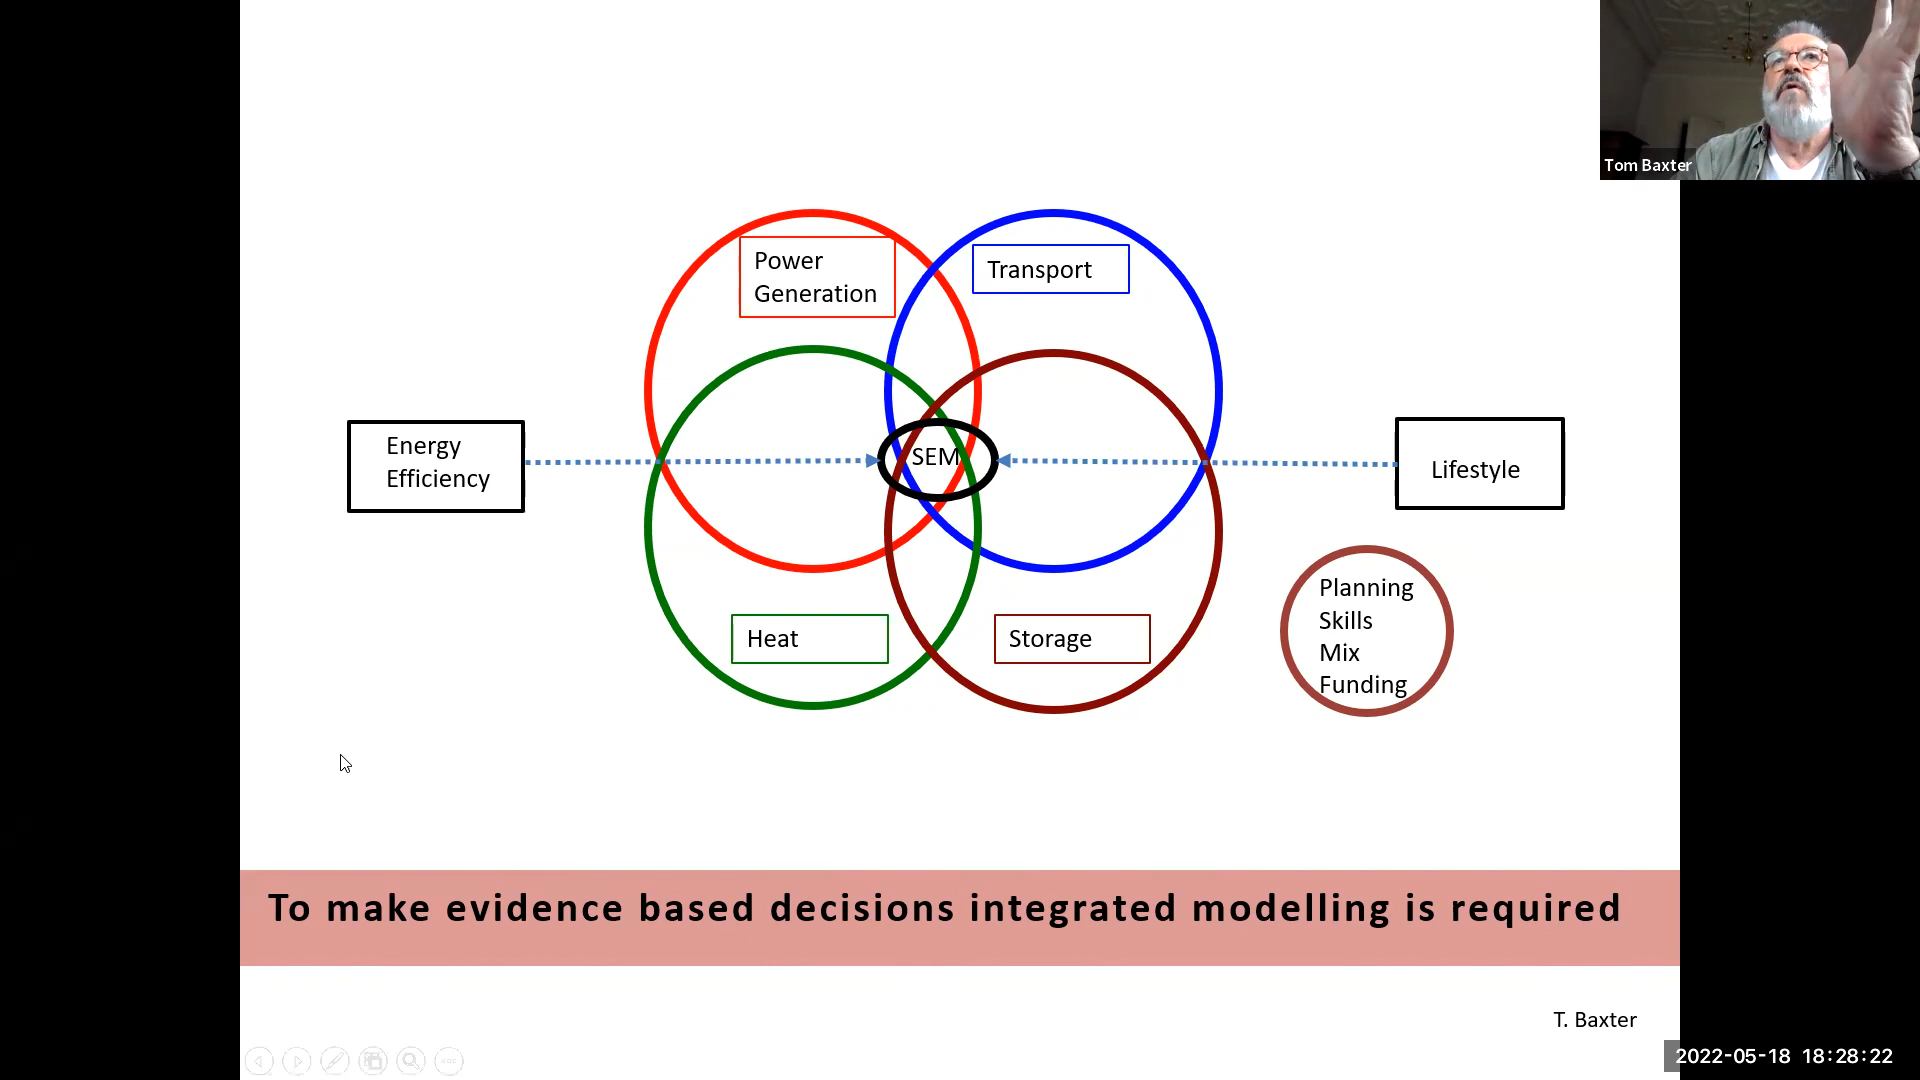 Tom Baxter
Power
Generation
Transport
Energy
Efficiency
SEM
Lifestyle
Heat
Storage
Planning
Skills
Mix
Funding
To make evidence based decisions integrated modelling is required
T. Baxter
2022-05-18 18:28:22